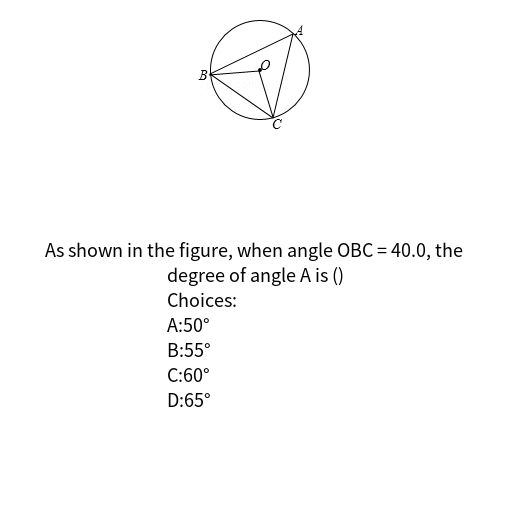 A
O
B
C
As shown in the figure, when angle OBC = 40.0, the
degree of angle A is ()
Choices:
A:50°
B:55°
C:60°
D:65°